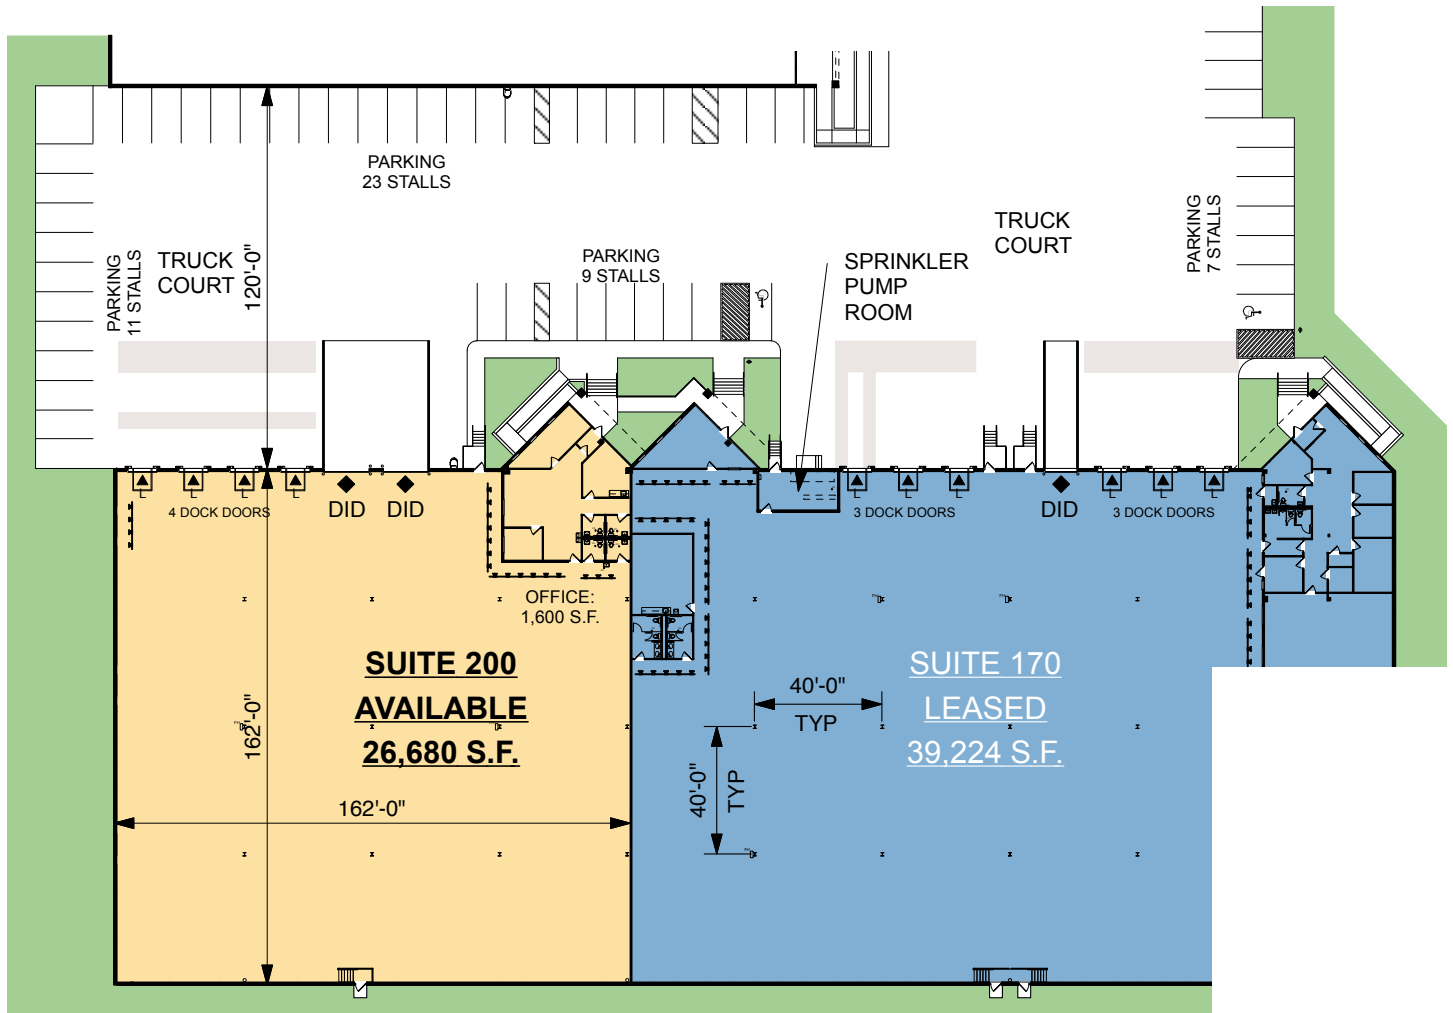 PARKING
23 STALLS
PARKING
11 STALLS
TRUCK
COURT
120'-0"
PARKING
9 STALLS
SPRINKLER
PUMP
ROOM
TRUCK
COURT
PARKING
7 STALLS
4 DOCK DOORS
DID
DID
3 DOCK DOORS
DID
3 DOCK DOORS
OFFICE:
1,600 S.F.
SUITE 200
AVAILABLE
26,680 S.F.
162'-0"
162'-0"
40'-0"
TYP
40'-0"
TYP
SUITE 170
LEASED
39,224 S.F.